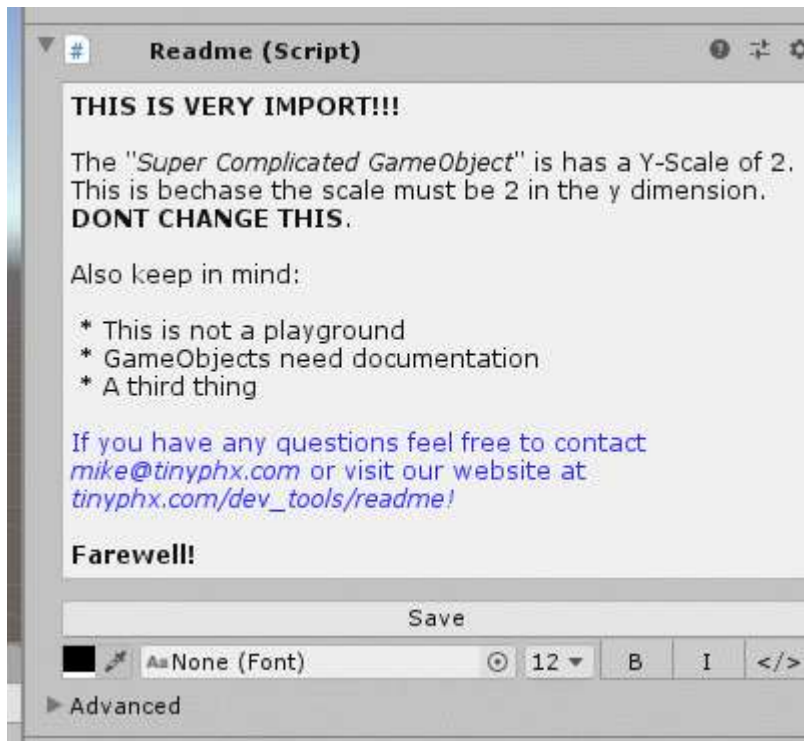 # Readme (Script)
THIS IS VERY IMPORT!!!
The "Super Complicated GameObject" is has a Y-Scale of 2.
This is bechase the scale must be 2 in the y dimension.
DONT CHANGE THIS.
Also keep in mind:
* This is not a playground
* GameObjects need documentation
* A third thing
If you have any questions feel free to contact
mike@tinyphx.com or visit our website at
tinyphx.com/dev_tools/readme!
Farewell!
Save
Aa None (Font) 12 B I </>
Advanced